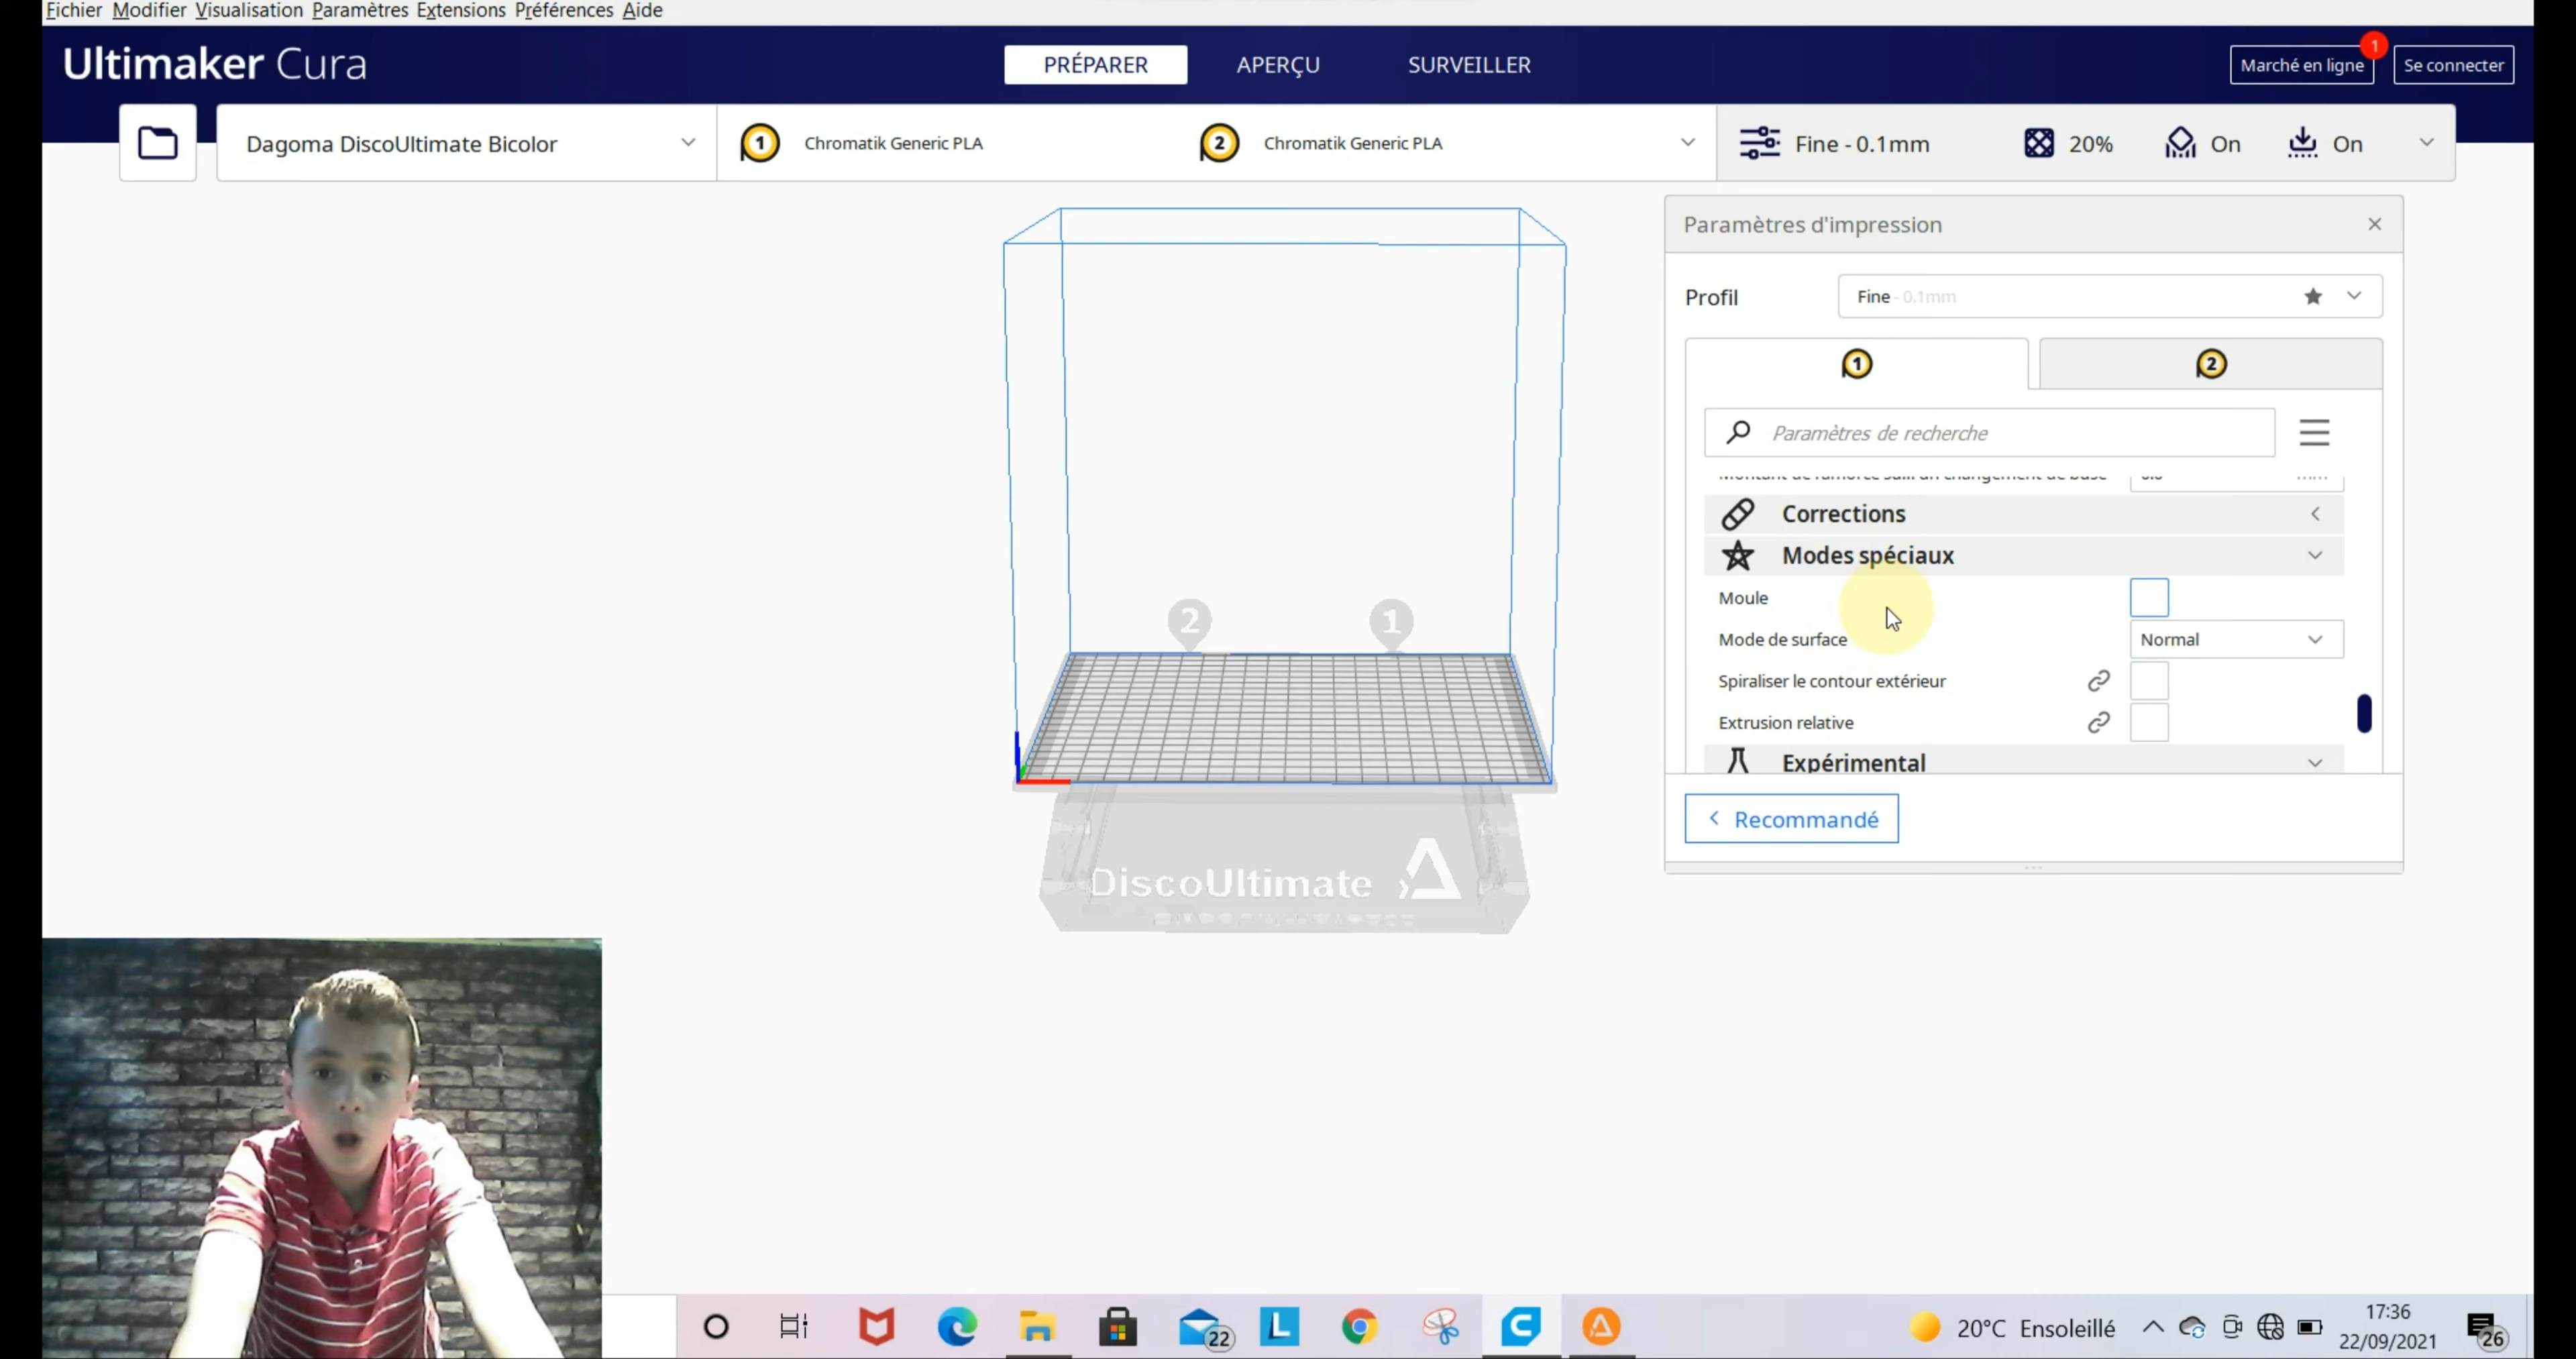 Fichier Modifier Visualisation Paramètres Extensions Préférences Aide
Ultimaker Cura
PRÉPARER APERÇU SURVEILLER
Marché en ligne 1 Se connecter
Dagoma DiscoUltimate Bicolor 1 Chromatik Generic PLA 2 Chromatik Generic PLA Fine - 0.1mm 20% On On
Paramètres d'impression
Profil Fine - 0.1mm
1 2
Paramètres de recherche
Corrections
Modes spéciaux
Moule
Mode de surface Normal
Spiraliser le contour extérieur
Extrusion relative
Expérimental
Recommandé
2 1
DiscoUltimate
22 L
20°C Ensoleillé
17:36
22/09/2021
26